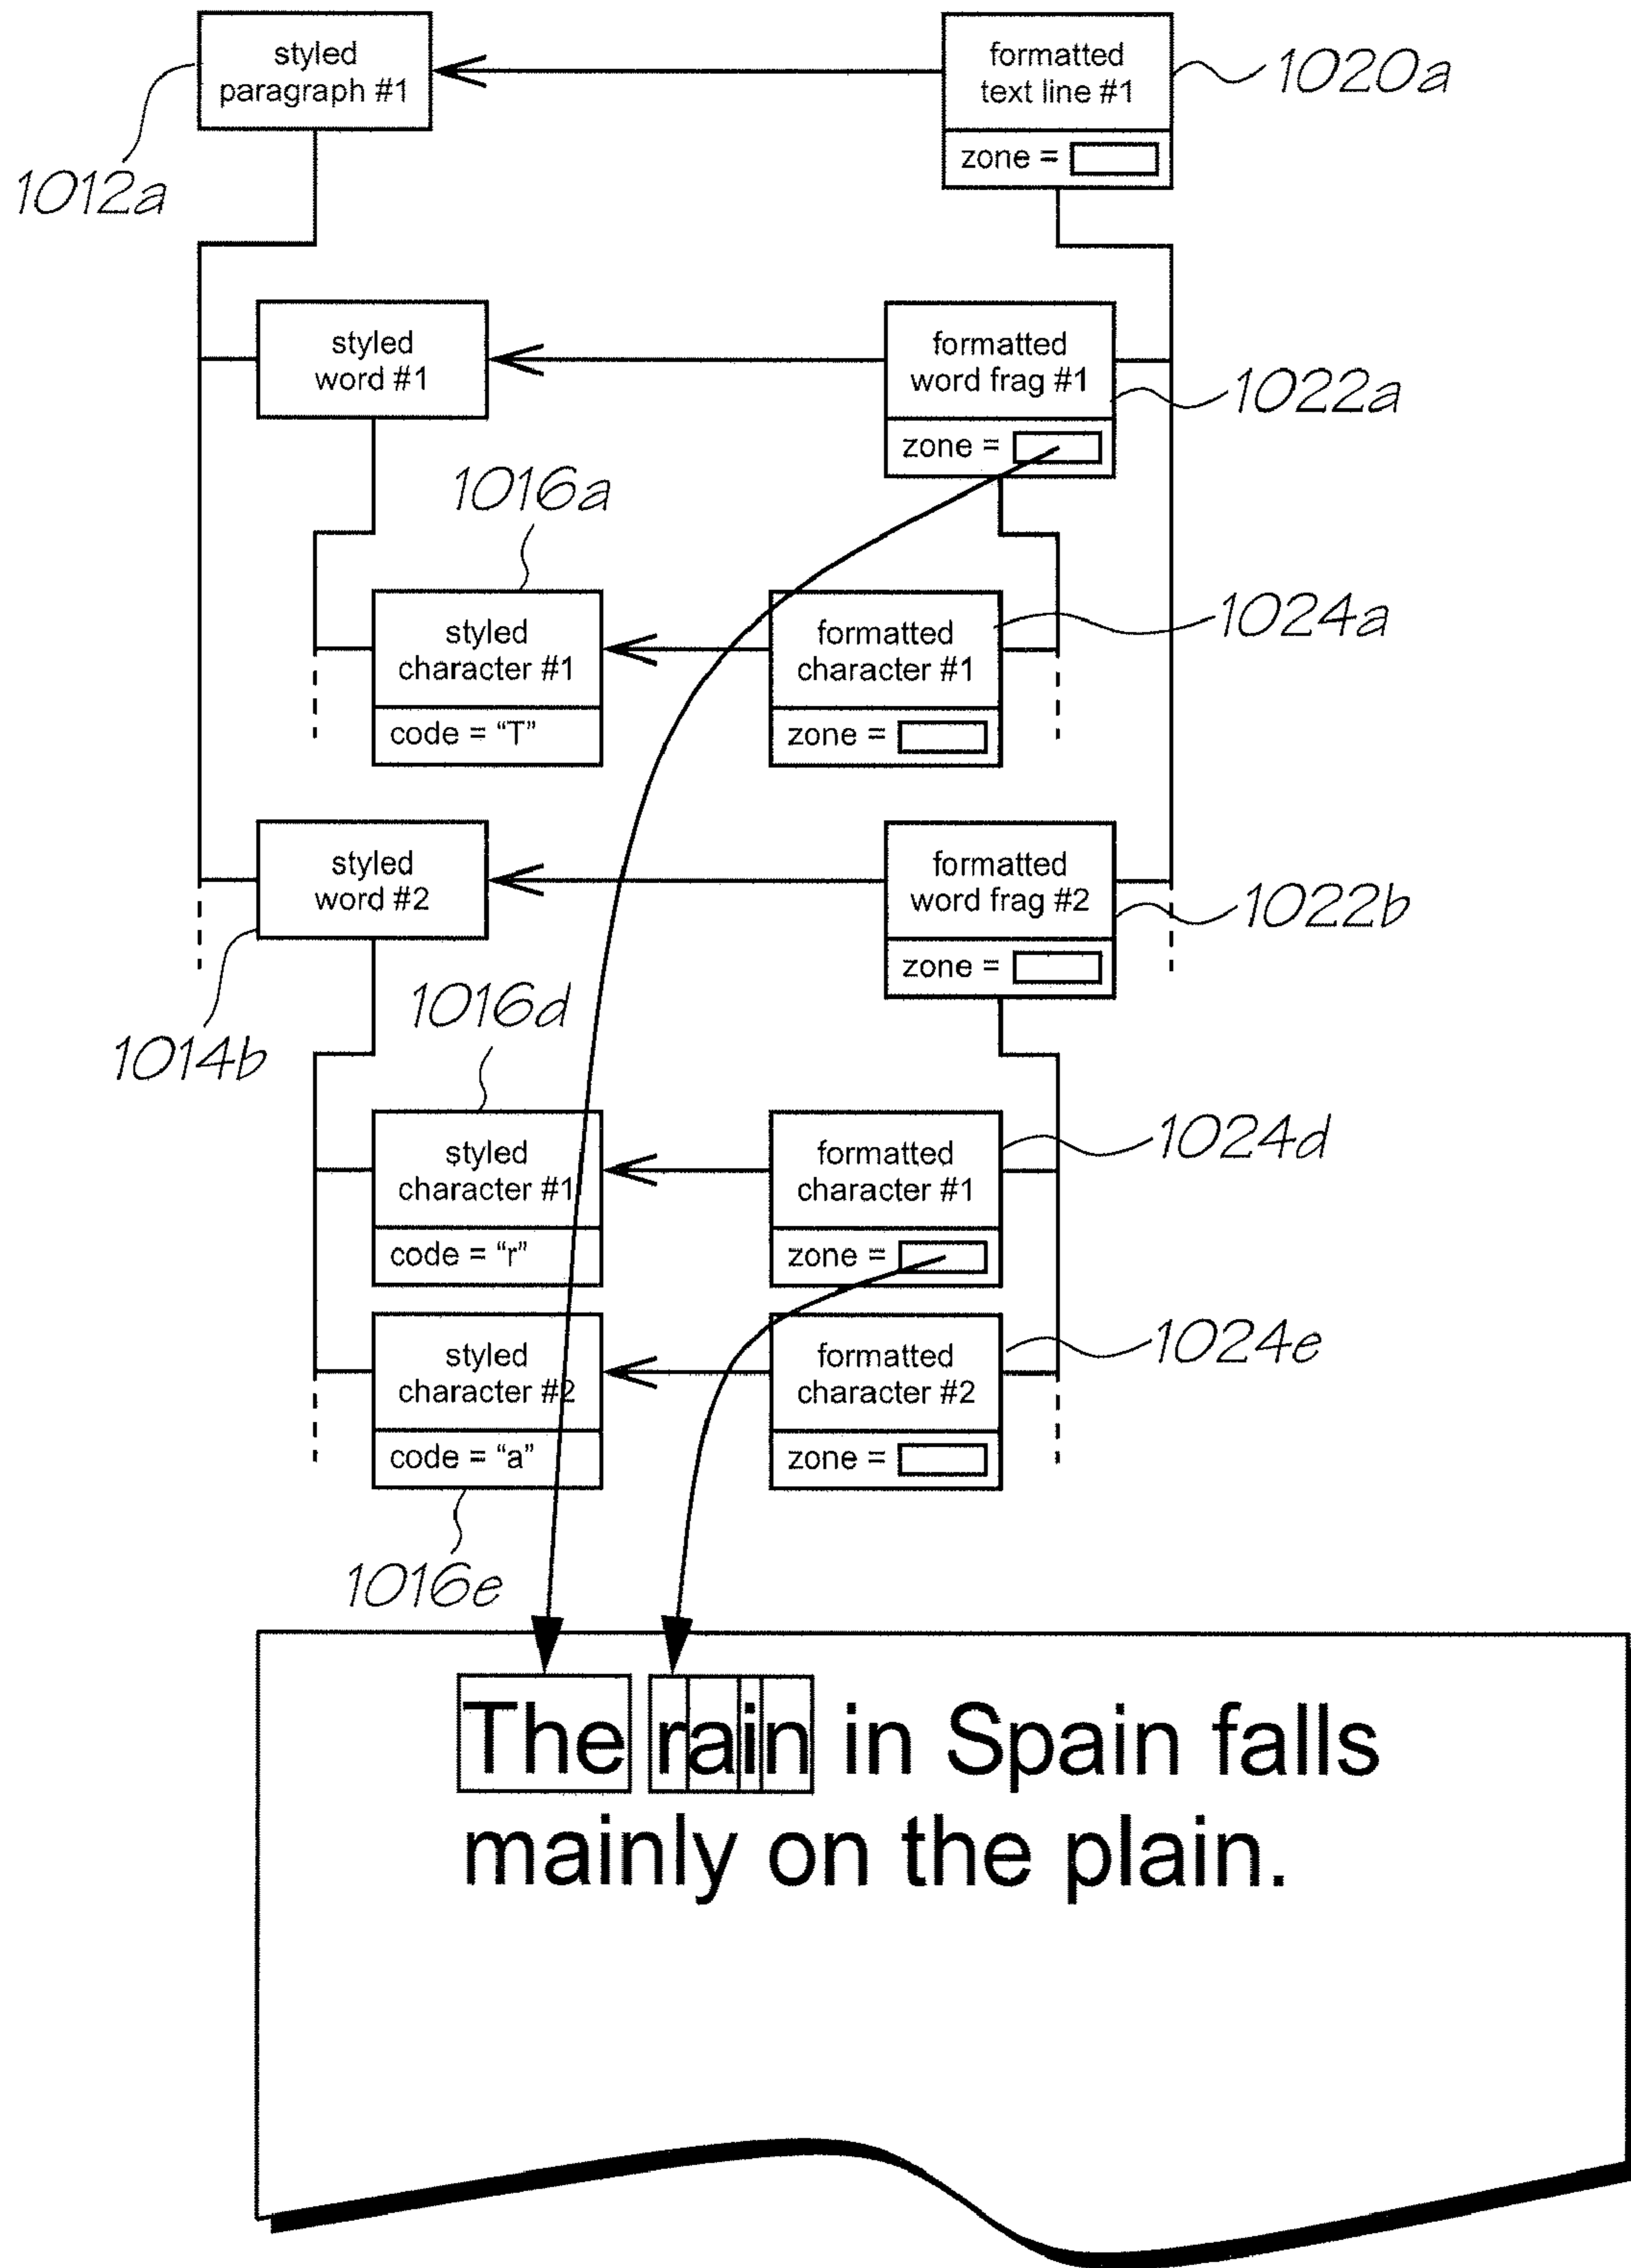 styled
paragraph #1
formatted
text line #1
zone =
1020a
1012a
styled
word #1
formatted
word frag #1
zone =
1022a
1016a
styled
character #1
code = “T”
formatted
character #1
zone =
1024a
styled
word #2
formatted
word frag #2
zone =
1022b
1014b
1016d
styled
character #1
code = “r”
formatted
character #1
zone =
1024d
styled
character #2
code = “a”
formatted
character #2
zone =
1024e
1016e
The rain in Spain falls
mainly on the plain.